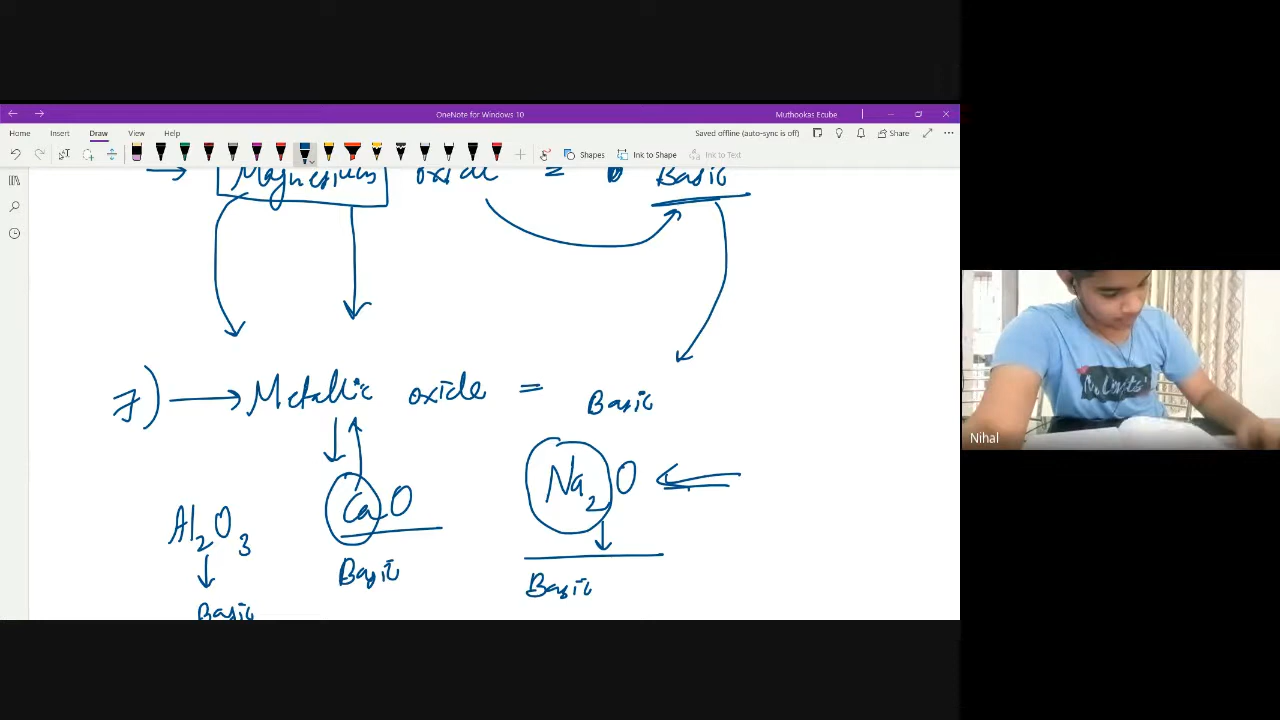 OneNote for Windows 10
Muthookas Ecube
Home Insert Draw View Help
Saved offline (auto-sync is off)
Share
Shapes Ink to Shape Ink to Text
→ Magnesium oxide = Basic
7) → Metallic oxide = Basic
CaO
Na2O
Al2O3
Basic
Basic
Basic
Nihal